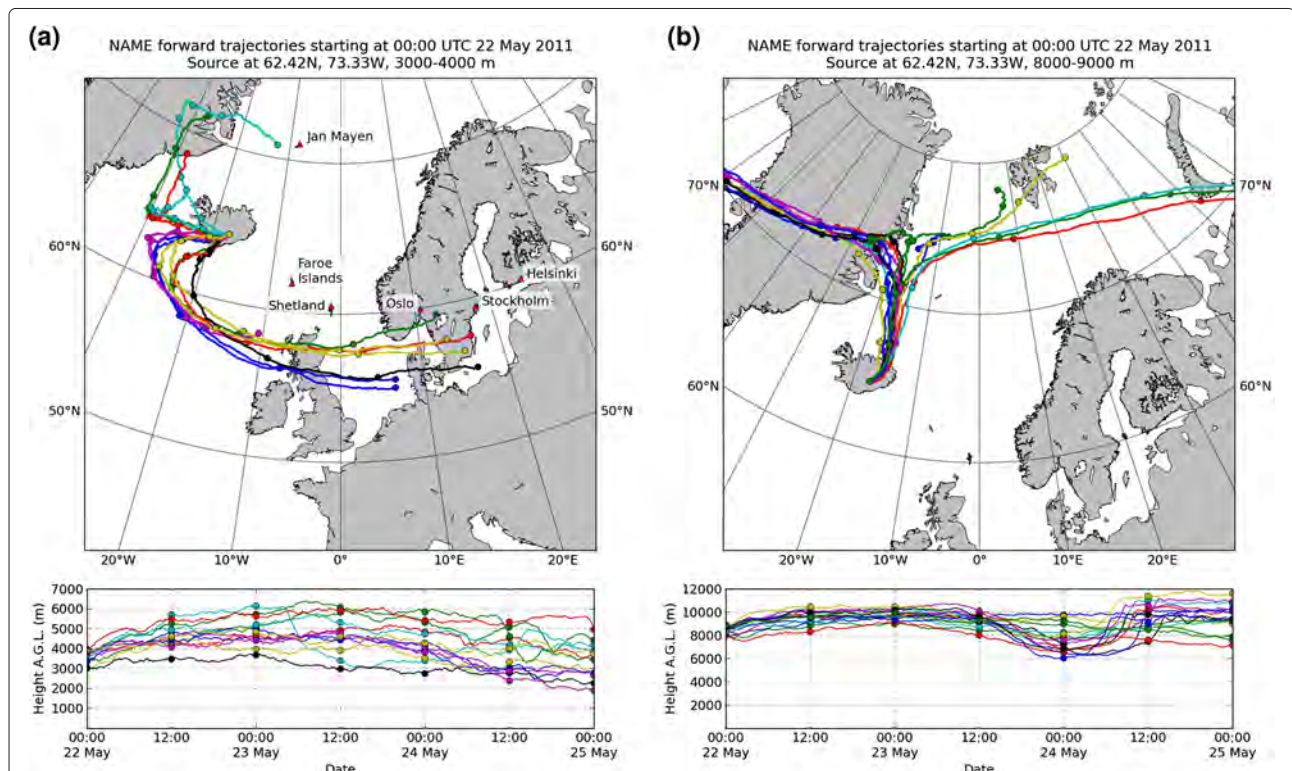 (a)
NAME forward trajectories starting at 00:00 UTC 22 May 2011
Source at 62.42N, 73.33W, 3000-4000 m
Jan Mayen
60°N
Faroe
Islands
Helsinki
Shetland
Oslo
Stockholm
50°N
50°N
20°W
10°W
0°
10°E
20°E
70°N
60°N
7000
6000
5000
4000
3000
2000
1000
Height A.G.L. (m)
00:00
22 May
12:00
00:00
23 May
12:00
00:00
24 May
12:00
00:00
25 May
Date
(b)
NAME forward trajectories starting at 00:00 UTC 22 May 2011
Source at 62.42N, 73.33W, 8000-9000 m
70°N
70°N
60°N
60°N
20°W
10°W
0°
10°E
20°E
12000
10000
8000
6000
4000
2000
Height A.G.L. (m)
00:00
22 May
12:00
00:00
23 May
12:00
00:00
24 May
12:00
00:00
25 May
Date